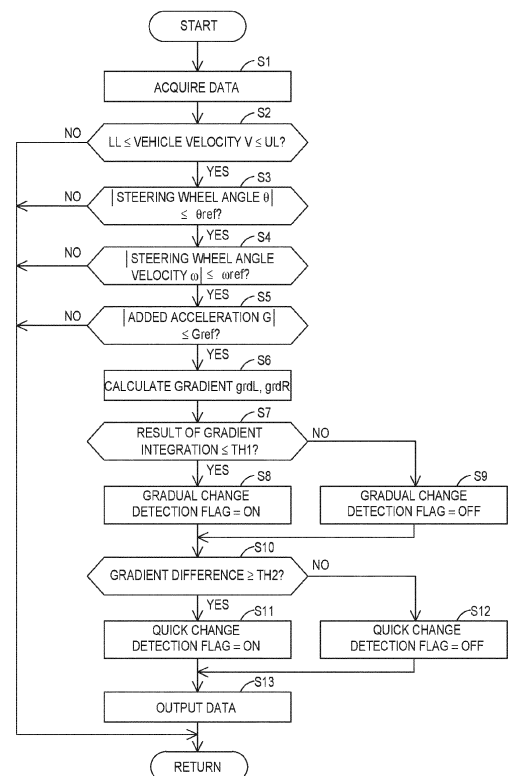 START
S1
ACQUIRE DATA
S2
NO
LL ≤ VEHICLE VELOCITY V ≤ UL?
YES
S3
NO
|STEERING WHEEL ANGLE θ|
≤ θref?
YES
S4
NO
|STEERING WHEEL ANGLE
VELOCITY ω| ≤ ωref?
YES
S5
NO
|ADDED ACCELERATION G|
≤ Gref?
YES
S6
CALCULATE GRADIENT grdL, grdR
S7
RESULT OF GRADIENT
INTEGRATION ≤ TH1?
NO
YES
S8
GRADUAL CHANGE
DETECTION FLAG = ON
S9
GRADUAL CHANGE
DETECTION FLAG = OFF
S10
GRADIENT DIFFERENCE ≥ TH2?
NO
YES
S11
QUICK CHANGE
DETECTION FLAG = ON
S12
QUICK CHANGE
DETECTION FLAG = OFF
S13
OUTPUT DATA
RETURN